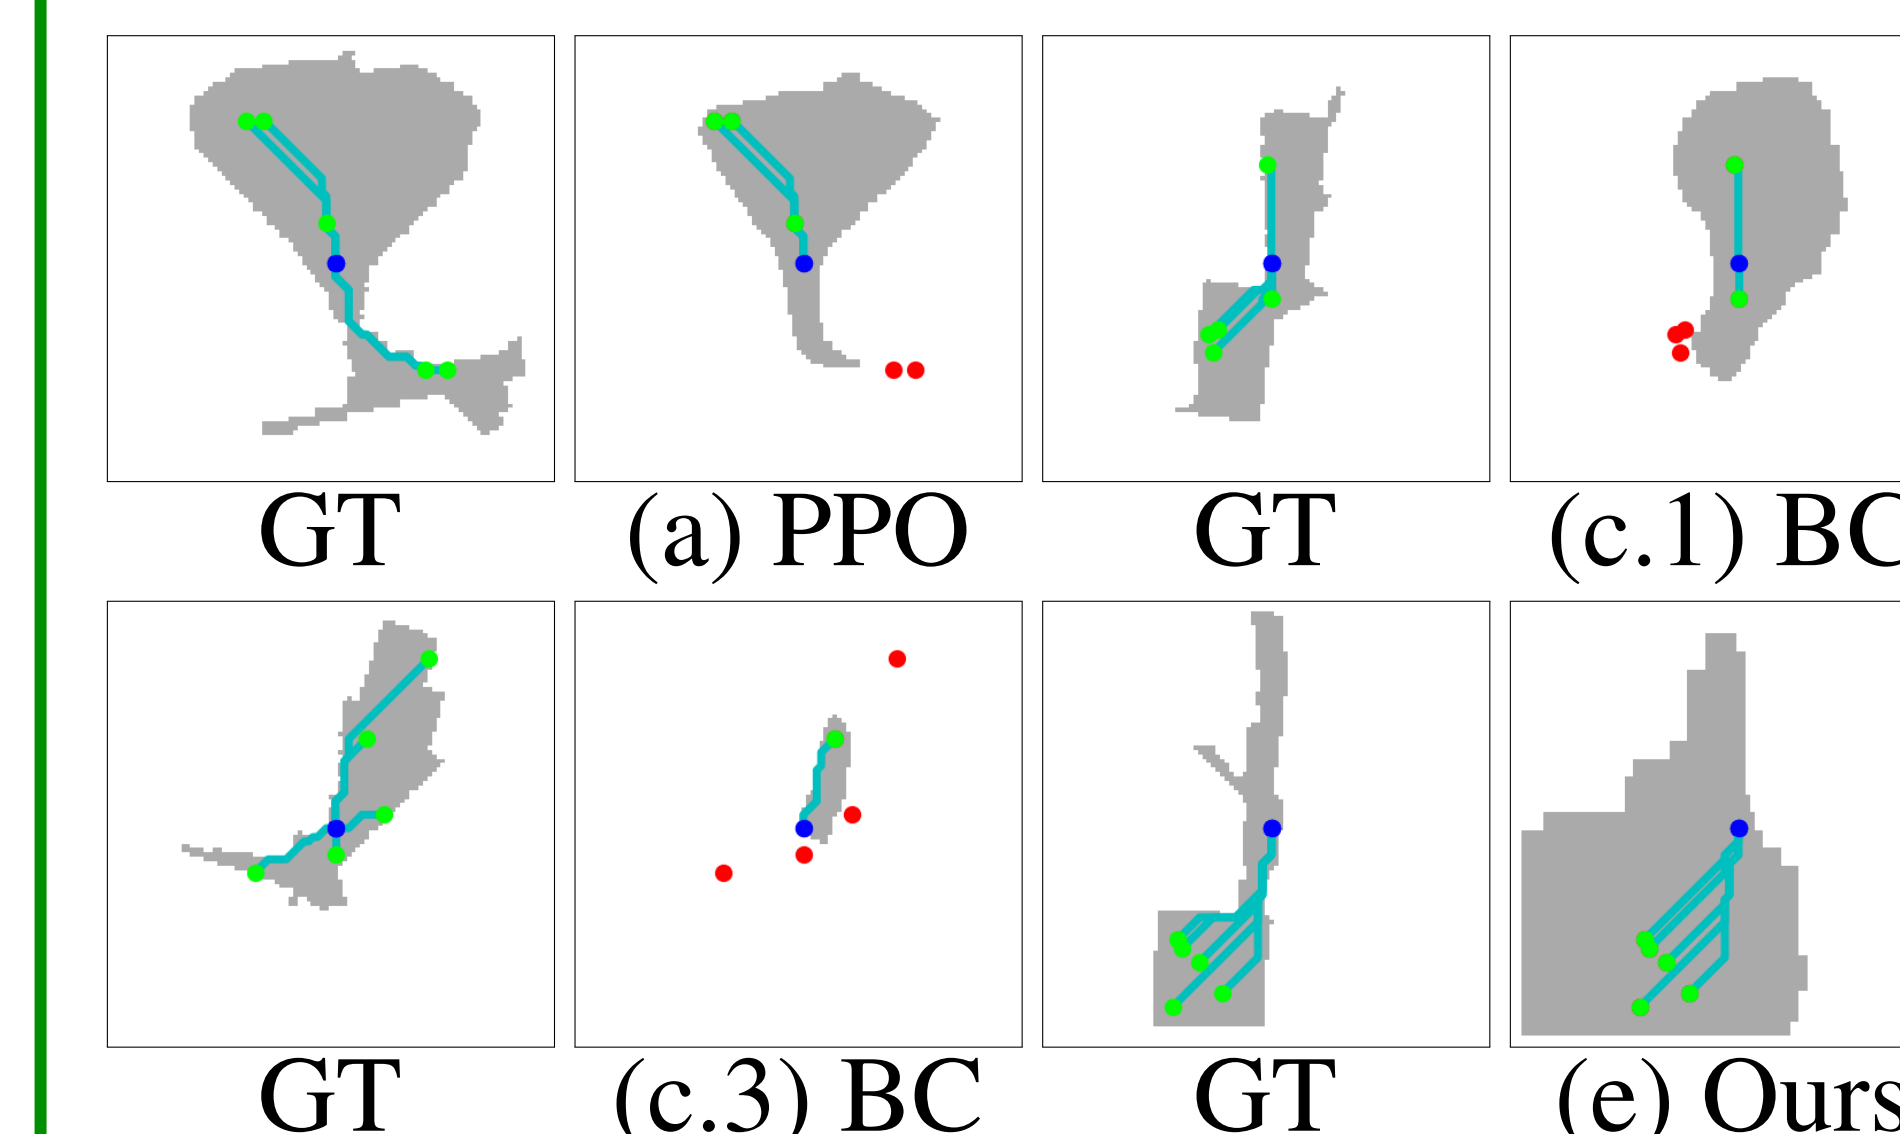 GT (a) PPO GT (c.1) BC
GT (c.3) BC GT (e) Ours